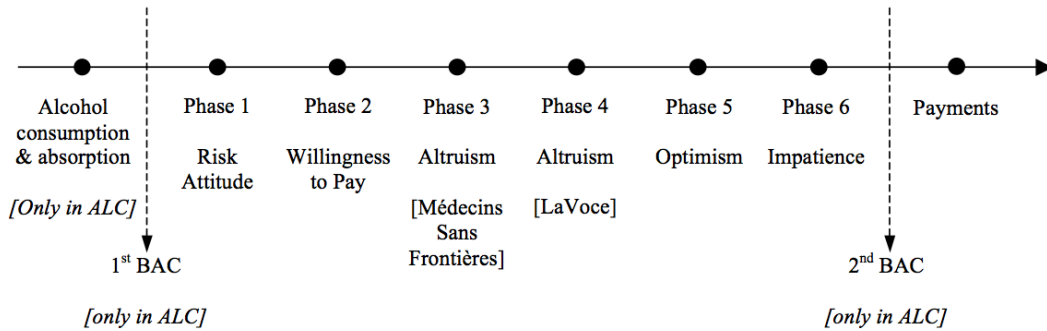 Alcohol
consumption
& absorption
[Only in ALC]
1st BAC
[only in ALC]
Phase 1
Risk
Attitude
Phase 2
Willingness
to Pay
Phase 3
Altruism
[Médecins
Sans
Frontières]
Phase 4
Altruism
[LaVoce]
Phase 5
Optimism
Phase 6
Impatience
2nd BAC
[only in ALC]
Payments